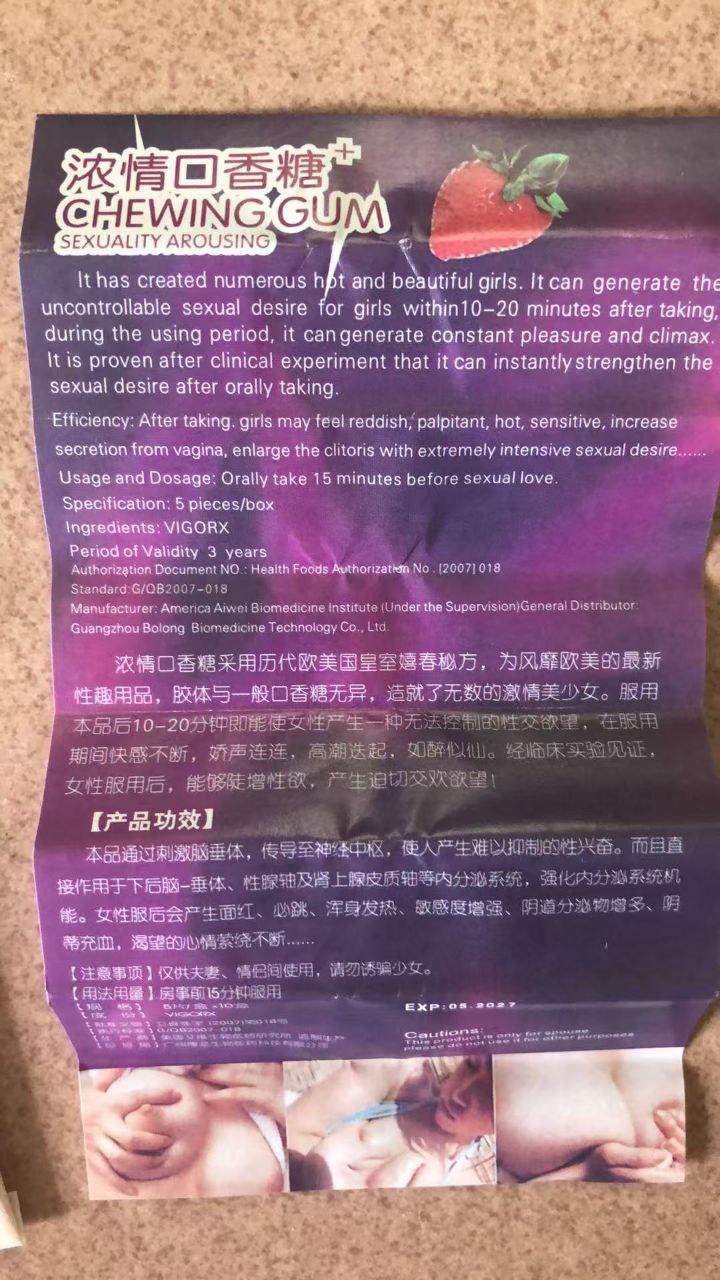 浓情口香糖+
CHEWING GUM
SEXUALITY AROUSING
It has created numerous hot and beautiful girls. It can generate the
uncontrollable sexual desire for girls within10-20 minutes after taking,
during the using period, it can generate constant pleasure and climax.
It is proven after clinical experiment that it can instantly strengthen the
sexual desire after orally taking.
Efficiency: After taking. girls may feel reddish, palpitant, hot, sensitive, increase
secretion from vagina, enlarge the clitoris with extremely intensive sexual desire......
Usage and Dosage: Orally take 15 minutes before sexual love.
Specification: 5 pieces/box
Ingredients: VIGORX
Period of Validity 3 years
Authorization Document NO.: Health Foods Authorization No. [2007] 018
Standard:G/QB2007-018
Manufacturer: America Aiwei Biomedicine Institute (Under the Supervision)General Distributor:
Guangzhou Bolong Biomedicine Technology Co., Ltd.
浓情口香糖采用历代欧美国皇室嬉春秘方，为风靡欧美的最新
性趣用品，胶体与一般口香糖无异，造就了无数的激情美少女。服用
本品后10-20分钟即能使女性产生一种无法控制的性交欲望，在服用
期间快感不断，娇声连连，高潮迭起，如醉似仙。经临床实验见证，
女性服用后，能够陡增性欲，产生迫切交欢欲望！
【产品功效】
本品通过刺激脑垂体，传导至神经中枢，使人产生难以抑制的性兴奋。而且直
接作用于下后脑-垂体、性腺轴及肾上腺皮质轴等内分泌系统，强化内分泌系统机
能。女性服后会产生面红、心跳、浑身发热、敏感度增强、阴道分泌物增多、阴
蒂充血，渴望的心情萦绕不断......
【注意事项】仅供夫妻、情侣间使用，请勿诱骗少女。
【用法用量】房事前15分钟服用
【规 格】5片/盒×10盒
【成 份】VIGORX
G/QB2007-018
EXP:05.2027
Cautions:
This product is only for spouse
please do not use it for other purposes